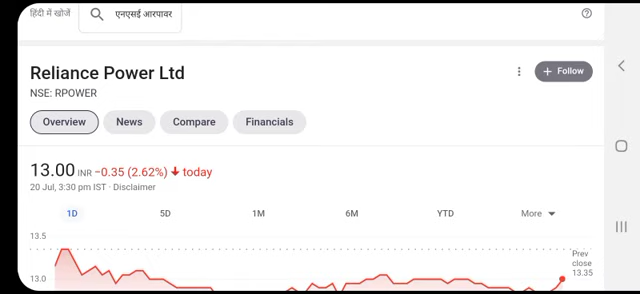 हिंदी में खोजें
एनएसई आरपावर
Reliance Power Ltd
+ Follow
NSE: RPOWER
Overview
News
Compare
Financials
13.00 INR −0.35 (2.62%) ↓ today
20 Jul, 3:30 pm IST · Disclaimer
1D
5D
1M
6M
YTD
More
13.5
13.0
Prev
close
13.35